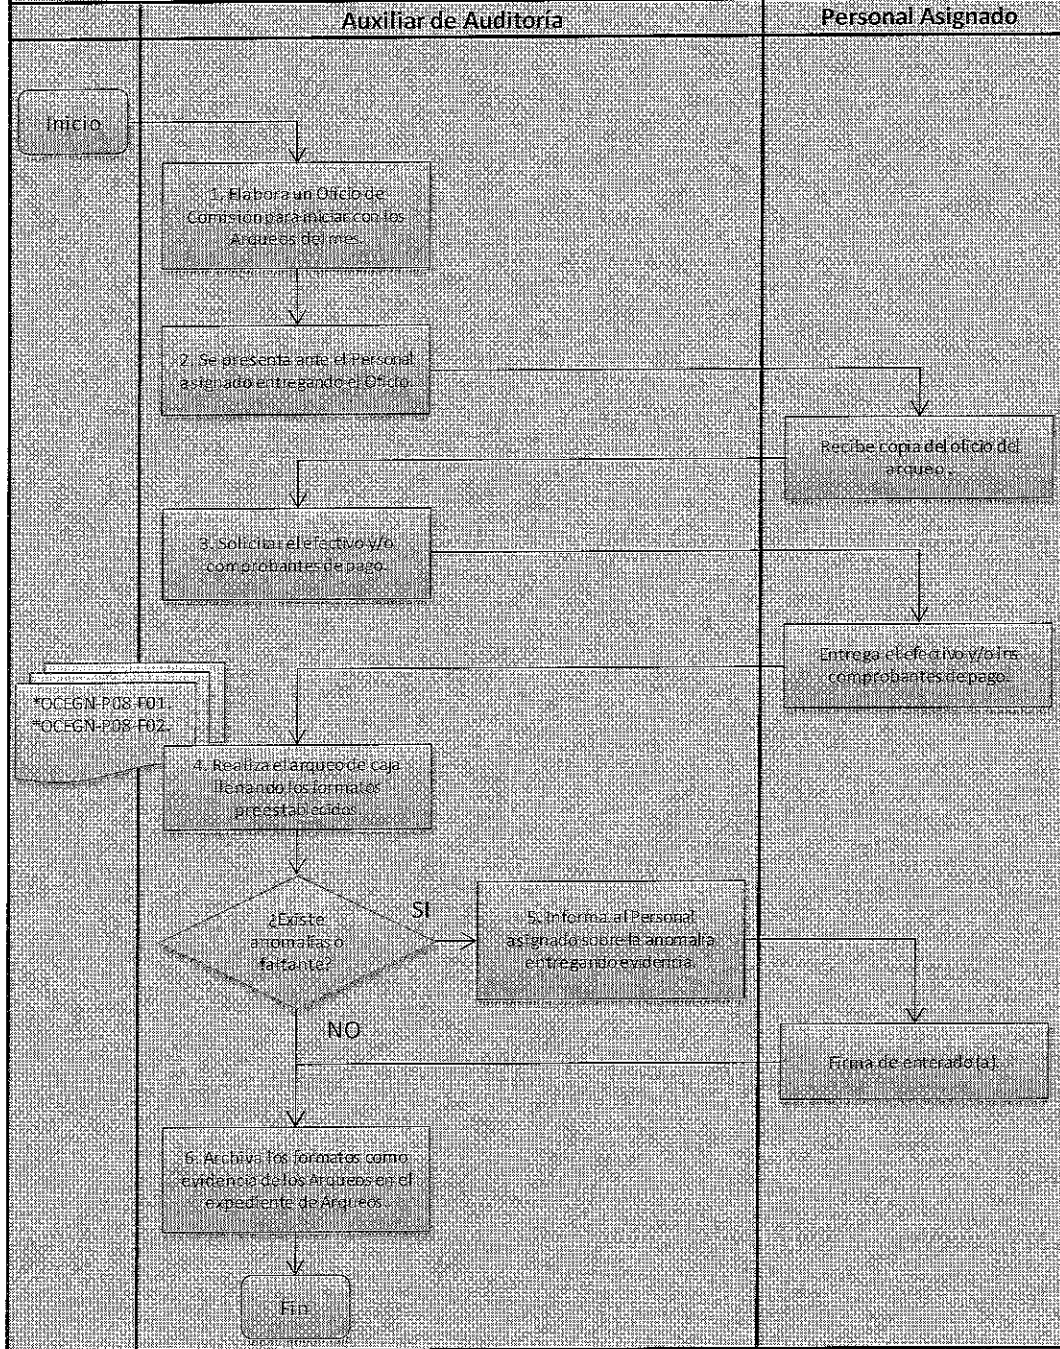 Auxiliar de Auditoría
Personal Asignado
Inicio
1. Elabora un Oficio de
Comisión para iniciar con los
Arqueos del mes.
2. Se presenta ante el Personal
asignado entregando el Oficio.
Recibe copia del oficio del
arqueo.
3. Solicitar el efectivo y/o
comprobantes de pago.
Entrega el efectivo y/o los
comprobantes de pago.
*OCEGN-P08-F01.
*OCEGN-P08-F02.
4. Realiza el arqueo de caja
llenando los formatos
preestablecidos.
¿Existe
anomalías o
faltante?
SI
5. Informa al Personal
asignado sobre la anomalía
entregando evidencia.
NO
Firma de enterado (a).
6. Archiva los formatos como
evidencia de los Arqueos en el
expediente de Arqueos.
Fin